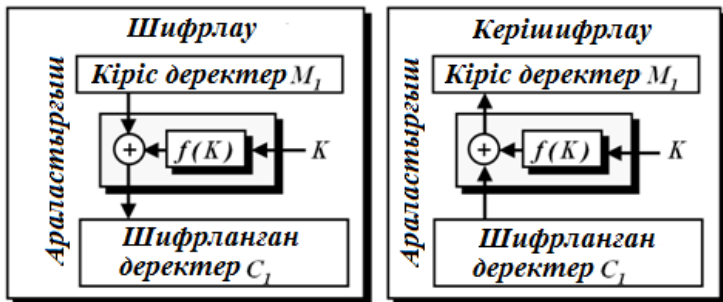 Шифрлау
Араластырғыш
Кіріс деректер M₁
+
f(K)
K
Шифрланған
деректер C₁
Керішифрлау
Араластырғыш
Кіріс деректер M₁
+
f(K)
K
Шифрланған
деректер C₁